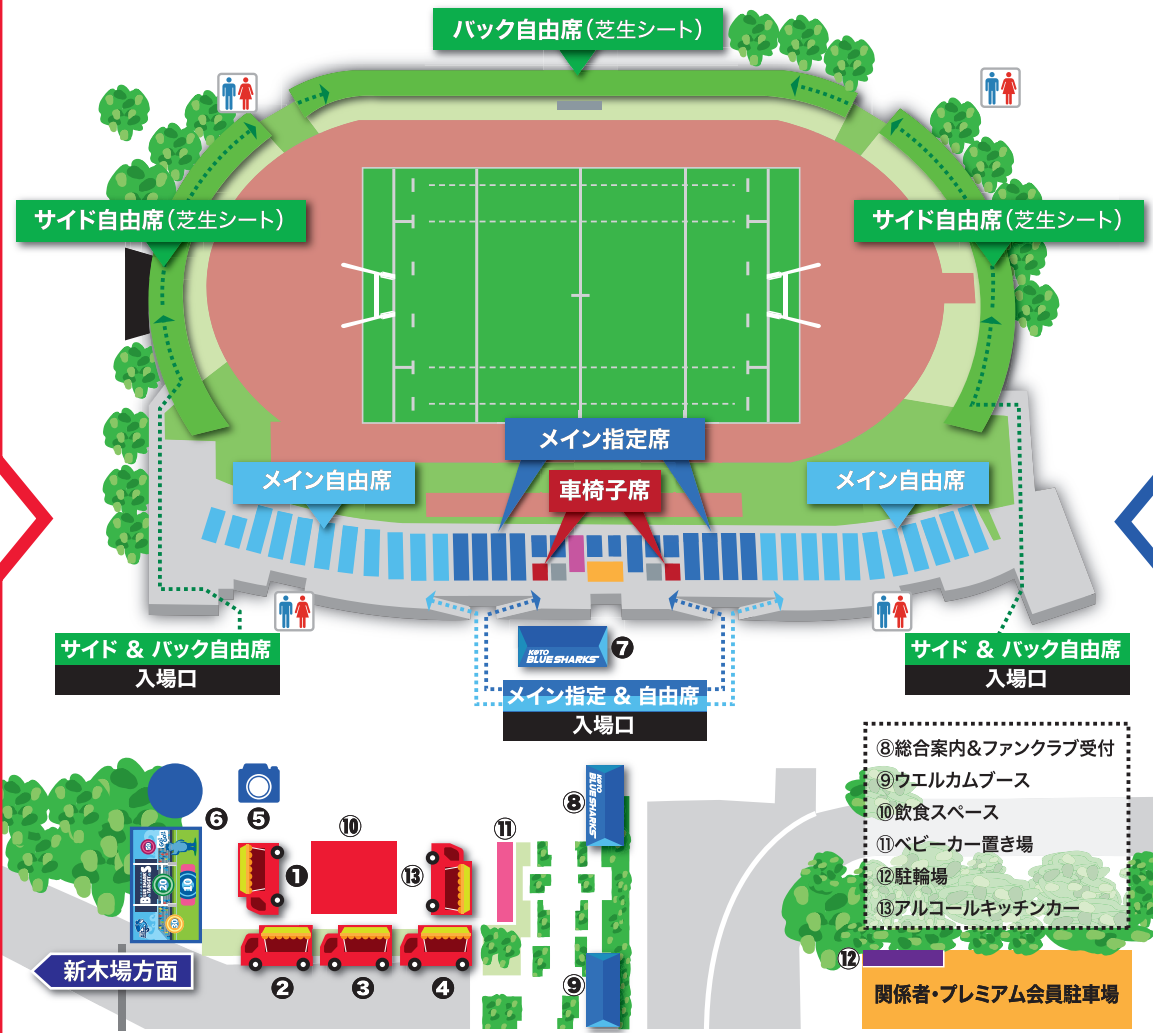 バック自由席(芝生シート)
サイド自由席(芝生シート)
サイド自由席(芝生シート)
メイン指定席
メイン自由席
車椅子席
メイン自由席
サイド & バック自由席
入場口
KOTO
BLUE SHARKS
❼
サイド & バック自由席
入場口
メイン指定 & 自由席
入場口
⑧総合案内&ファンクラブ受付
⑨ウエルカムブース
⑩飲食スペース
⑪ベビーカー置き場
⑫駐輪場
⑬アルコールキッチンカー
❻
❺
⑧
KOTO
BLUE SHARKS
⑩
⑪
❶
⑬
20
10
30
❷
❸
❹
⑨
新木場方面
⑫
関係者・プレミアム会員駐車場